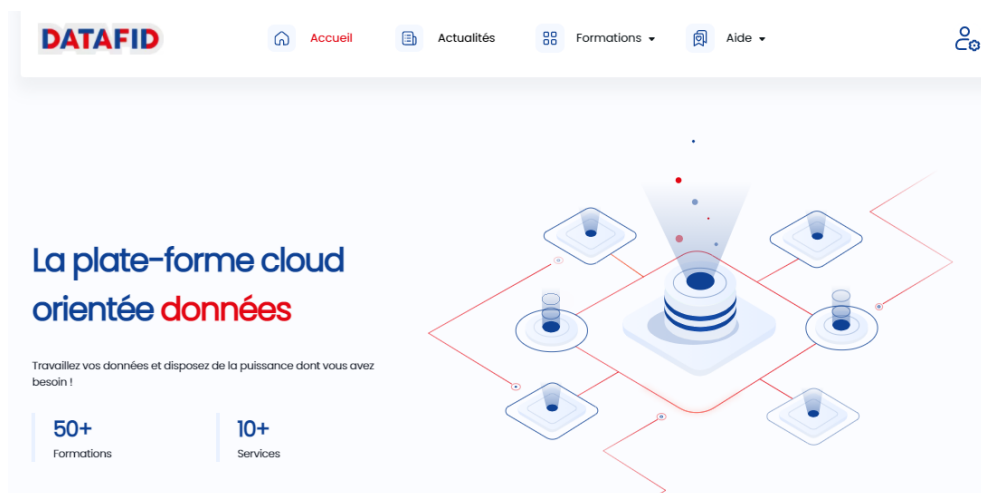 DATAFID
Accueil
Actualités
Formations
Aide
La plate-forme cloud
orientée données
Travaillez vos données et disposez de la puissance dont vous avez
besoin !
50+
Formations
10+
Services